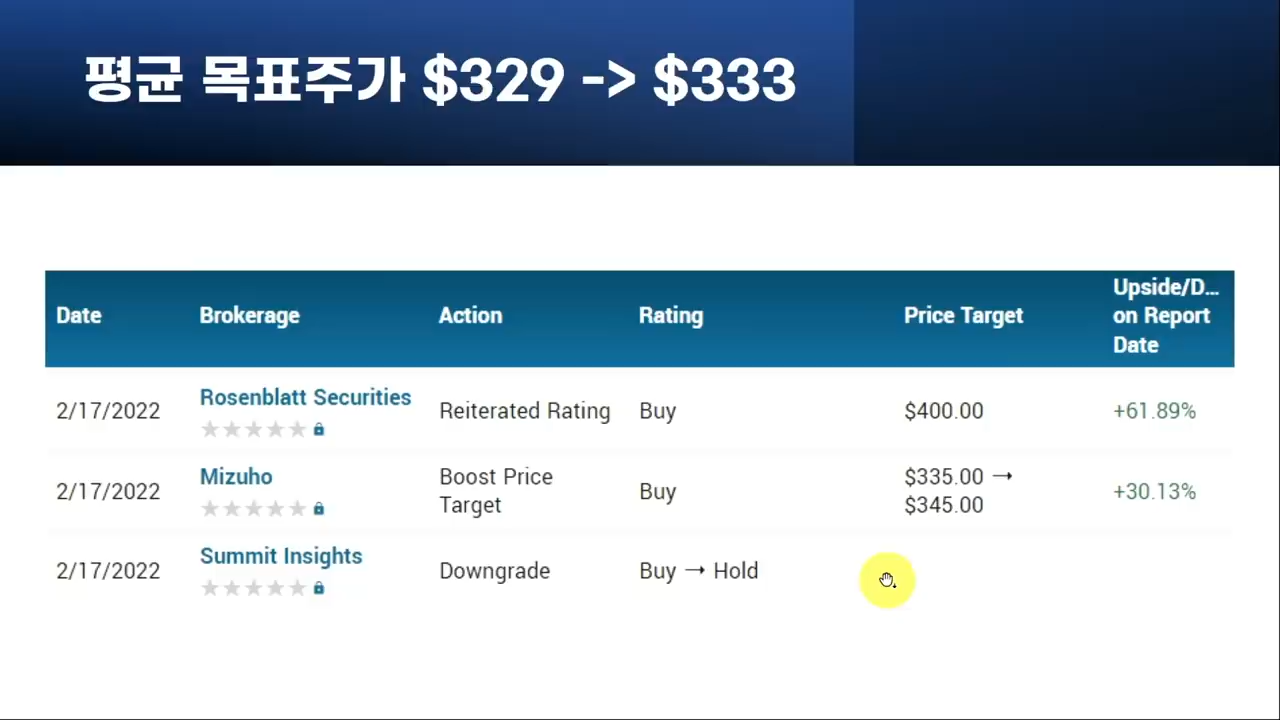 평균 목표주가 $329 -> $333
Date Brokerage Action Rating Price Target Upside/D... on Report Date
2/17/2022 Rosenblatt Securities Reiterated Rating Buy $400.00 +61.89%
2/17/2022 Mizuho Boost Price Target Buy $335.00 → $345.00 +30.13%
2/17/2022 Summit Insights Downgrade Buy → Hold